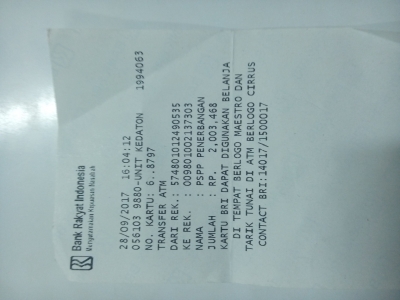 Bank Rakyat Indonesia
Mengutamakan Kepuasan Nasabah
28/09/2017 16:04:12
056103 9880-UNIT KEDATON 1994063
NO. KARTU: 6..8797
TRANSFER ATM
DARI REK.: 574801012490535
KE REK. : 009801002137303
NAMA : PSPP PENERBANGAN
JUMLAH : RP. 2,003.468
KARTU BRI DAPAT DIGUNAKAN BELANJA
DI TEMPAT BERLOGO MAESTRO DAN
TARIK TUNAI DI ATM BERLOGO CIRRUS
CONTACT BRI:14017/1500017